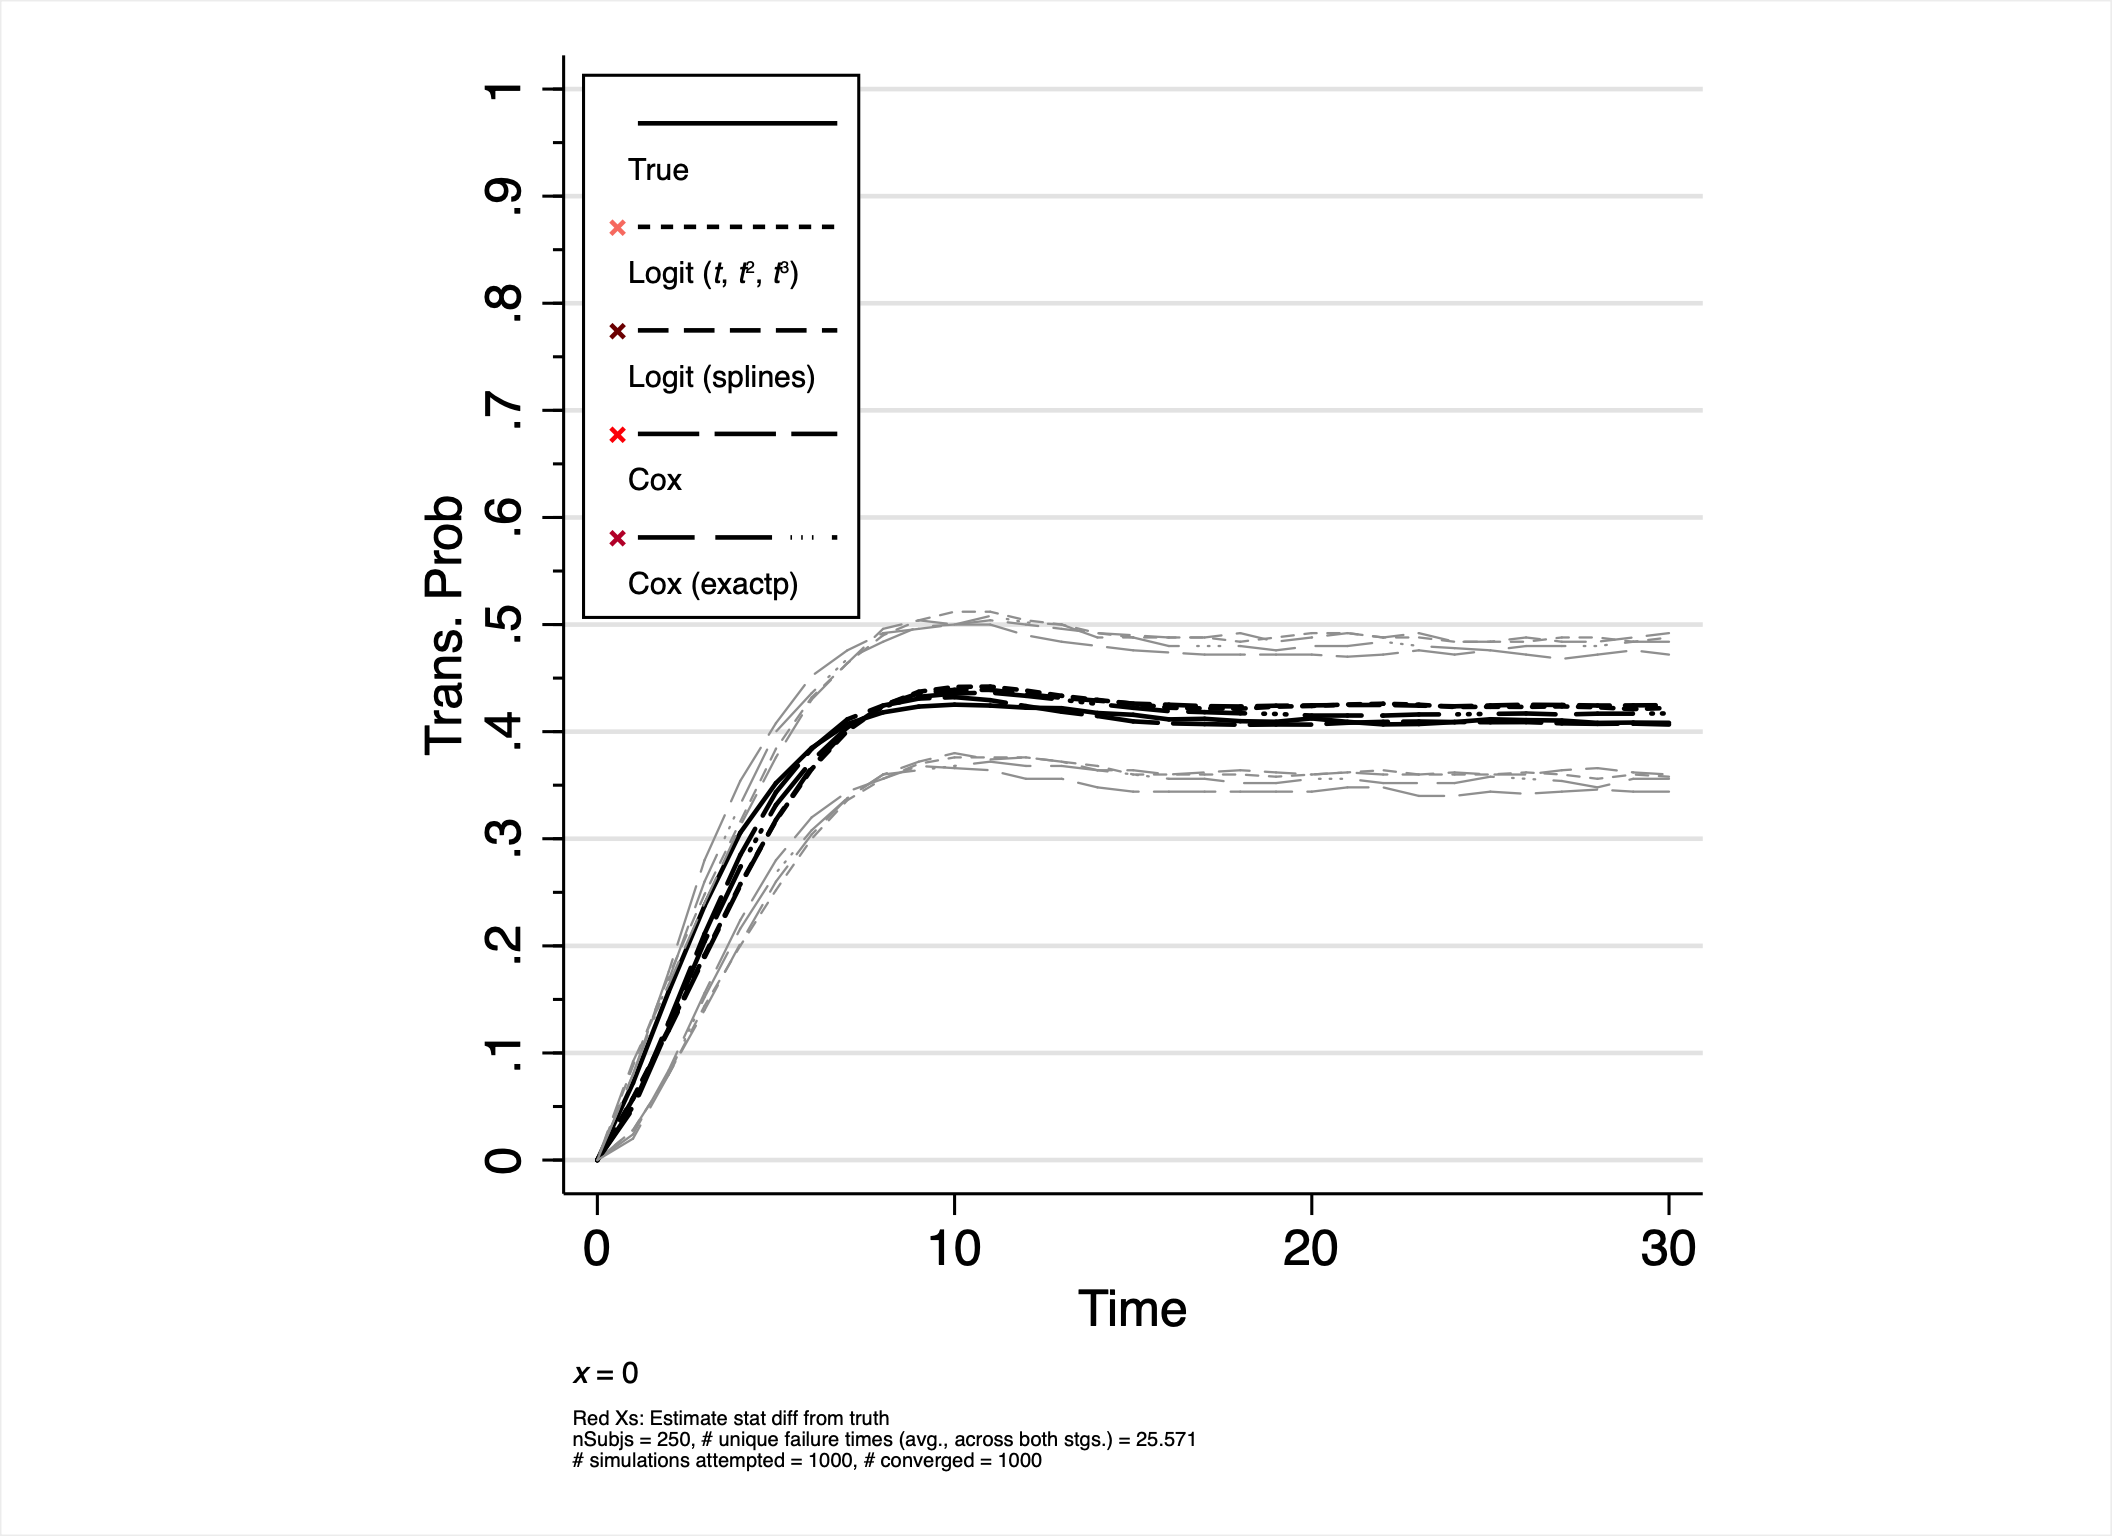 True
Logit (t, t², t³)
Logit (splines)
Cox
Cox (exactp)
Trans. Prob
1
.9
.8
.7
.6
.5
.4
.3
.2
.1
0
0 10 20 30
Time
x = 0
Red Xs: Estimate stat diff from truth
nSubjs = 250, # unique failure times (avg., across both stgs.) = 25.571
# simulations attempted = 1000, # converged = 1000